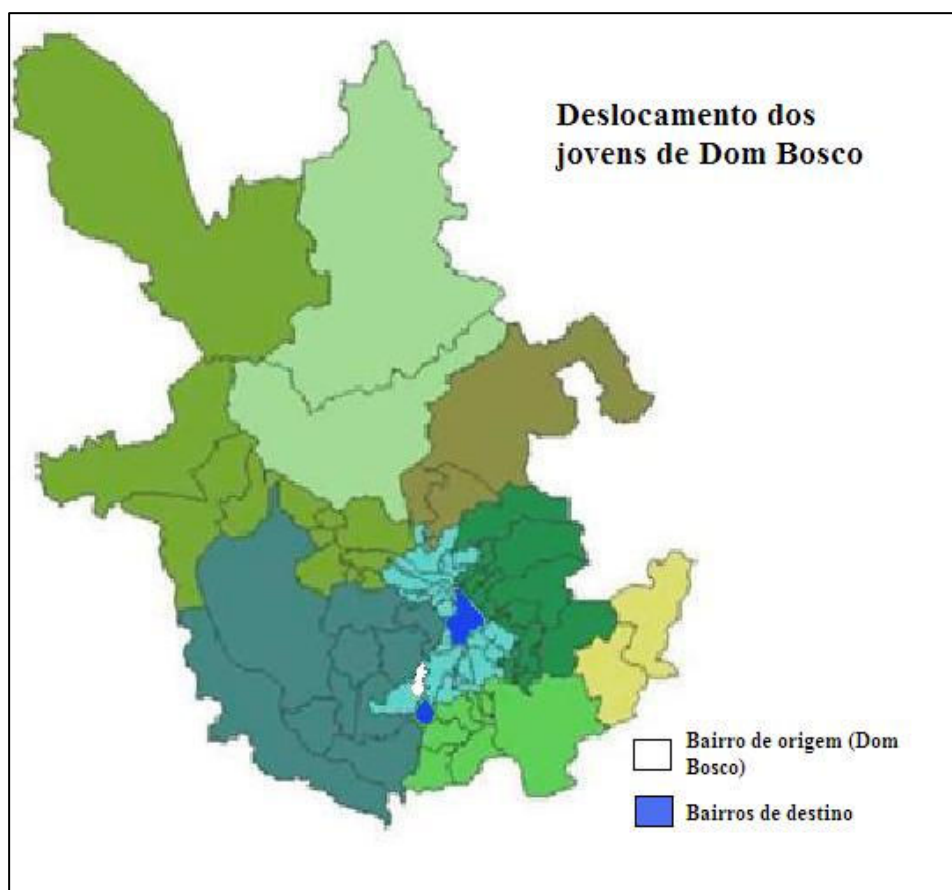 Deslocamento dos
jovens de Dom Bosco
Bairro de origem (Dom
Bosco)
Bairros de destino